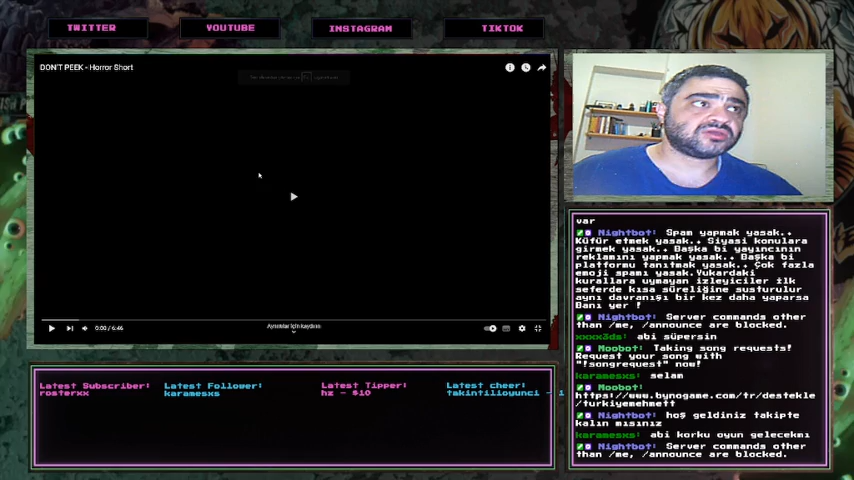 TWITTER
YOUTUBE
INSTAGRAM
TIKTOK
DON'T PEEK - Horror Short
0:00 / 6:46
Ayrıntılar için kaydırın
Latest Subscriber:
rosterxx
Latest Follower:
karamesxs
Latest Tipper:
hz - $10
Latest cheer:
takintilioyunci - 1
var
Nightbot: Spam yapmak yasak..
Küfür etmek yasak.. Siyasi konulara
girmek yasak.. Başka bi yayıncının
reklamını yapmak yasak.. Başka bi
platformu tanıtmak yasak.. Çok fazla
emoji spamı yasak.Yukardaki
kurallara uymayan izleyiciler ilk
seferde kısa süreliğine susturulur
aynı davranışı bir kez daha yaparsa
Banı yer !
Nightbot: Server commands other
than /me, /announce are blocked.
xxxx3ds: abi süpersin
Moobot: Taking song requests!
Request your song with
"!songrequest" now!
karamesxs: selam
Moobot:
https://www.bynogame.com/tr/destekle
/turkiyemehmett
Nightbot: hoş geldiniz takipte
kalın mısınız
karamesxs: abi korku oyun gelecekmı
Nightbot: Server commands other
than /me, /announce are blocked.